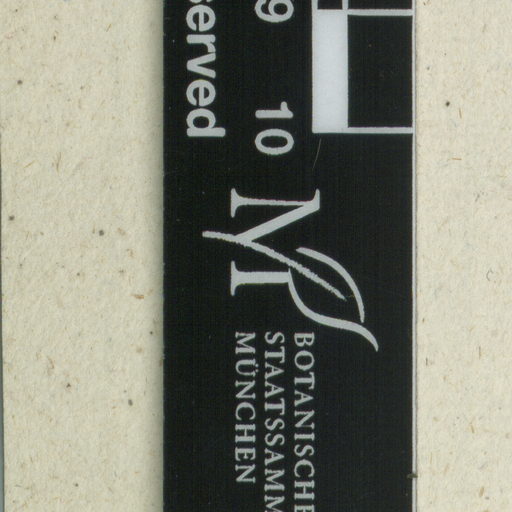 served
9 10
M
BOTANISCHE
STAATSSAMM
MÜNCHEN